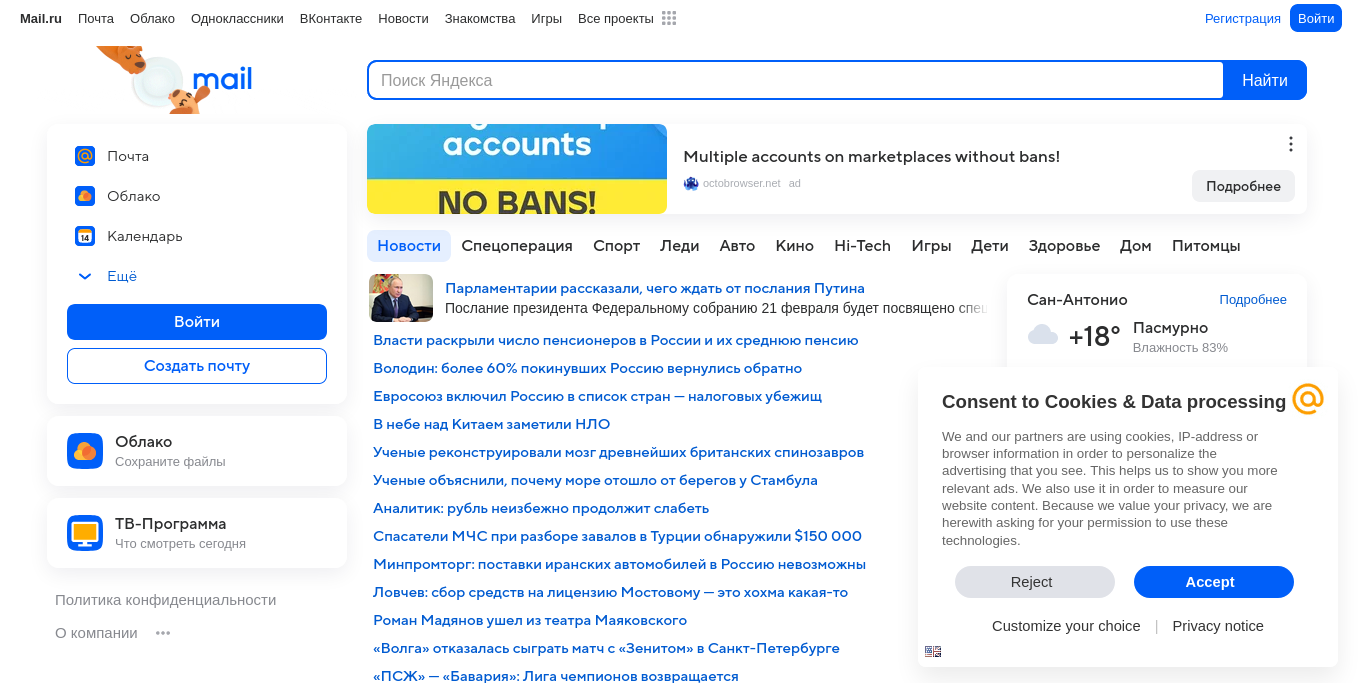 Mail.ru Почта Облако Одноклассники ВКонтакте Новости Знакомства Игры Все проекты Регистрация Войти
mail
Поиск Яндекса Найти
Почта
Облако
14 Календарь
Ещё
Войти
Создать почту
Облако
Сохраните файлы
ТВ-Программа
Что смотреть сегодня
Политика конфиденциальности
О компании
accounts
NO BANS!
Multiple accounts on marketplaces without bans!
octobrowser.net ad
Подробнее
Новости Спецоперация Спорт Леди Авто Кино Hi-Tech Игры Дети Здоровье Дом Питомцы
Парламентарии рассказали, чего ждать от послания Путина
Послание президента Федеральному собранию 21 февраля будет посвящено спец
Власти раскрыли число пенсионеров в России и их среднюю пенсию
Володин: более 60% покинувших Россию вернулись обратно
Евросоюз включил Россию в список стран — налоговых убежищ
В небе над Китаем заметили НЛО
Ученые реконструировали мозг древнейших британских спинозавров
Ученые объяснили, почему море отошло от берегов у Стамбула
Аналитик: рубль неизбежно продолжит слабеть
Спасатели МЧС при разборе завалов в Турции обнаружили $150 000
Минпромторг: поставки иранских автомобилей в Россию невозможны
Ловчев: сбор средств на лицензию Мостовому — это хохма какая-то
Роман Мадянов ушел из театра Маяковского
«Волга» отказалась сыграть матч с «Зенитом» в Санкт-Петербурге
«ПСЖ» — «Бавария»: Лига чемпионов возвращается
Сан-Антонио Подробнее
+18° Пасмурно
Влажность 83%
Consent to Cookies & Data processing
We and our partners are using cookies, IP-address or
browser information in order to personalize the
advertising that you see. This helps us to show you more
relevant ads. We also use it in order to measure our
website content. Because we value your privacy, we are
herewith asking for your permission to use these
technologies.
Reject Accept
Customize your choice | Privacy notice